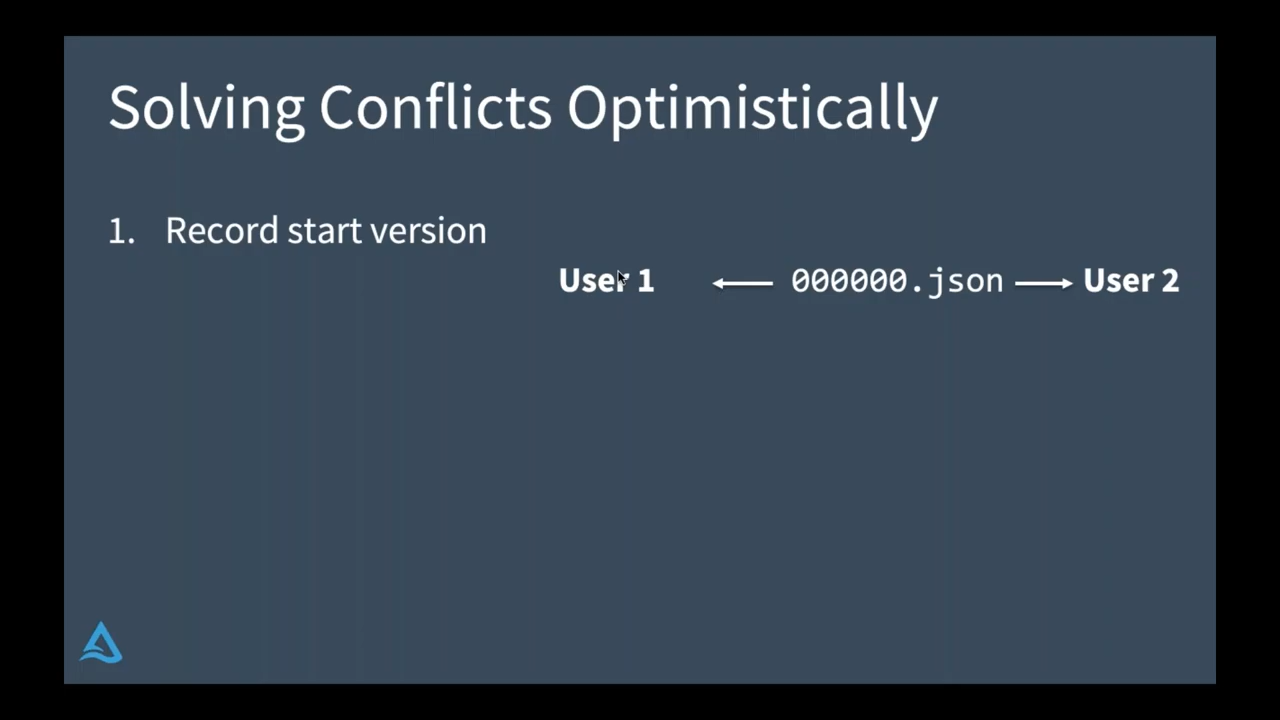 Solving Conflicts Optimistically
1. Record start version
User 1 000000.json User 2